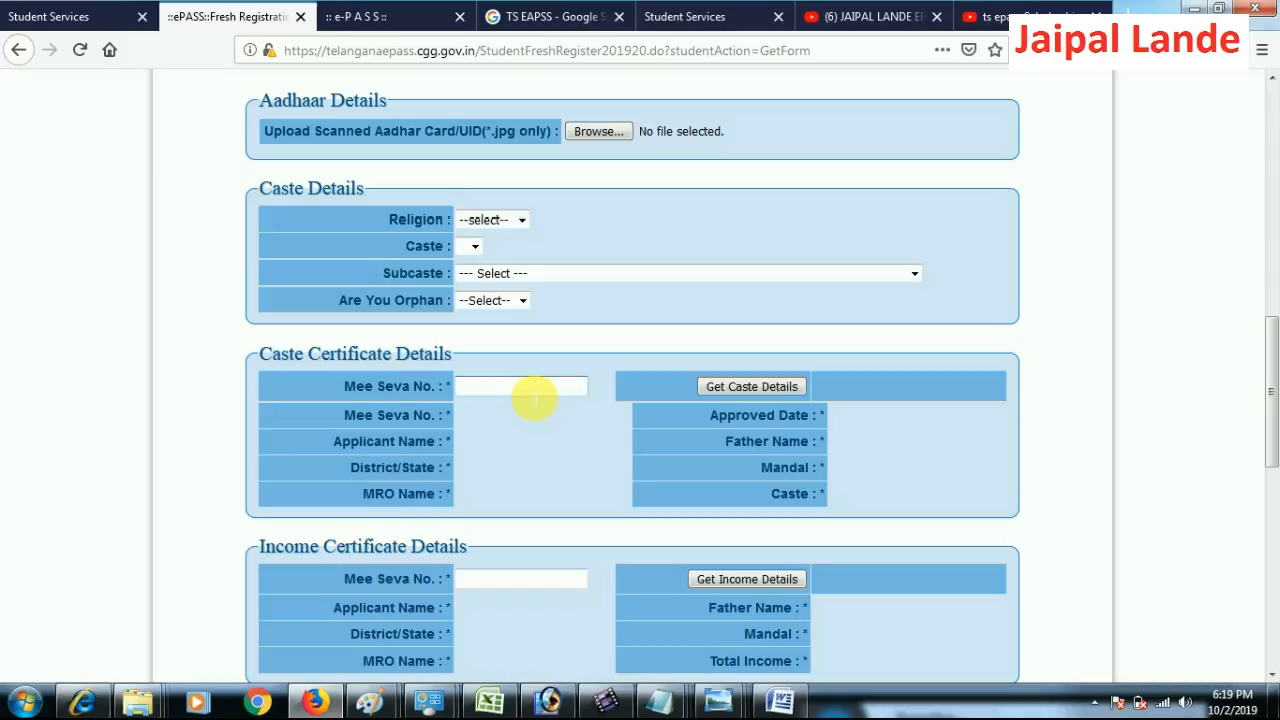 Student Services
::ePASS::Fresh Registratio
:: e-P A S S ::
TS EAPSS - Google S
Student Services
(6) JAIPAL LANDE EP
ts epa
Jaipal Lande
https://telanganaepass.cgg.gov.in/StudentFreshRegister201920.do?studentAction=GetForm
Aadhaar Details
Upload Scanned Aadhar Card/UID(*.jpg only) : Browse... No file selected.
Caste Details
Religion : --select--
Caste :
Subcaste : --- Select ---
Are You Orphan : --Select--
Caste Certificate Details
Mee Seva No. : * Get Caste Details
Mee Seva No. : * Approved Date : *
Applicant Name : * Father Name : *
District/State : * Mandal : *
MRO Name : * Caste : *
Income Certificate Details
Mee Seva No. : * Get Income Details
Applicant Name : * Father Name : *
District/State : * Mandal : *
MRO Name : * Total Income : *
6:19 PM
10/2/2019